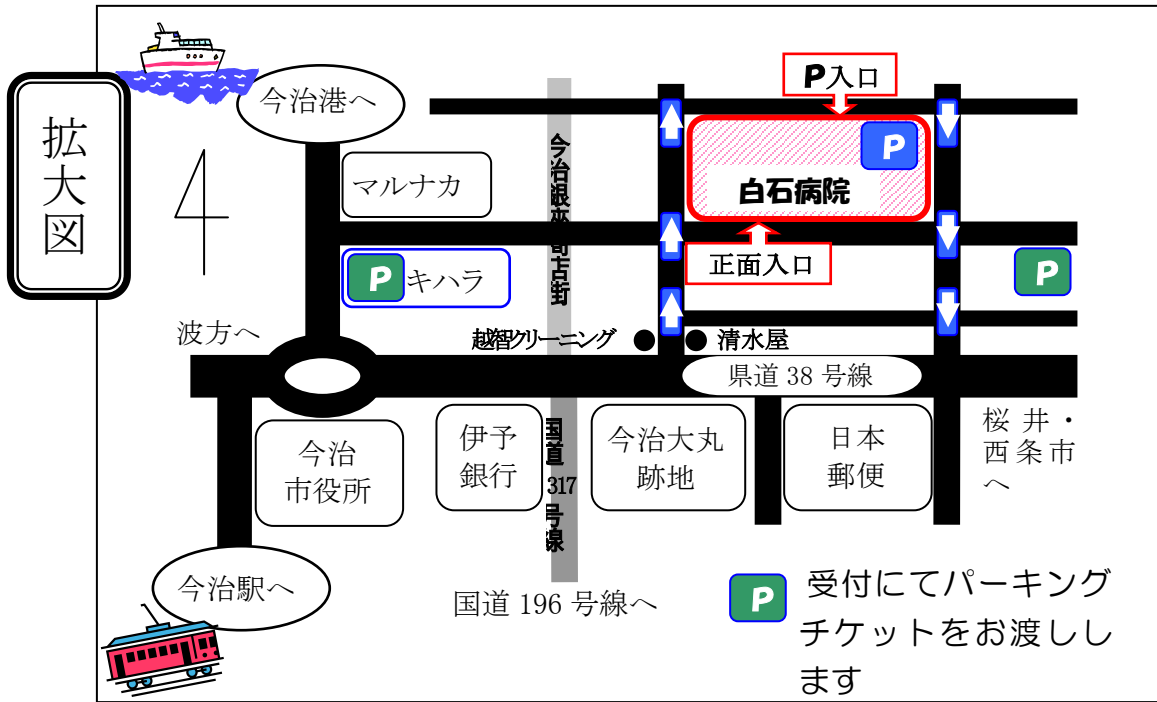 拡大図
今治港へ
P入口
P
白石病院
マルナカ
今治銀座商店街
正面入口
P キハラ
P
波方へ
越智クリーニング
清水屋
県道 38 号線
今治
市役所
伊予
銀行
国道
317
号線
今治大丸
跡地
日本
郵便
桜井・
西条市
へ
今治駅へ
国道 196 号線へ
P 受付にてパーキング
チケットをお渡しし
ます